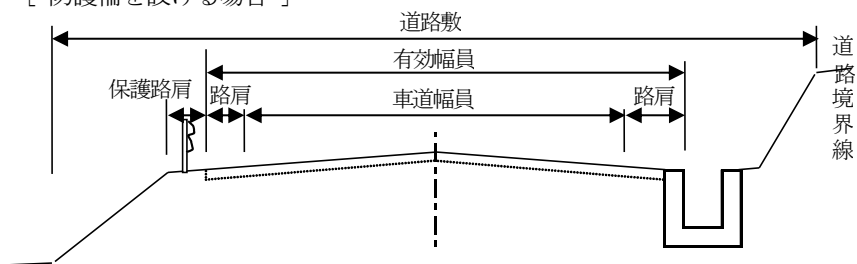 [ 防護柵を設ける場合 ]
道路敷
有効幅員
保護路肩
路肩
車道幅員
路肩
道路境界線